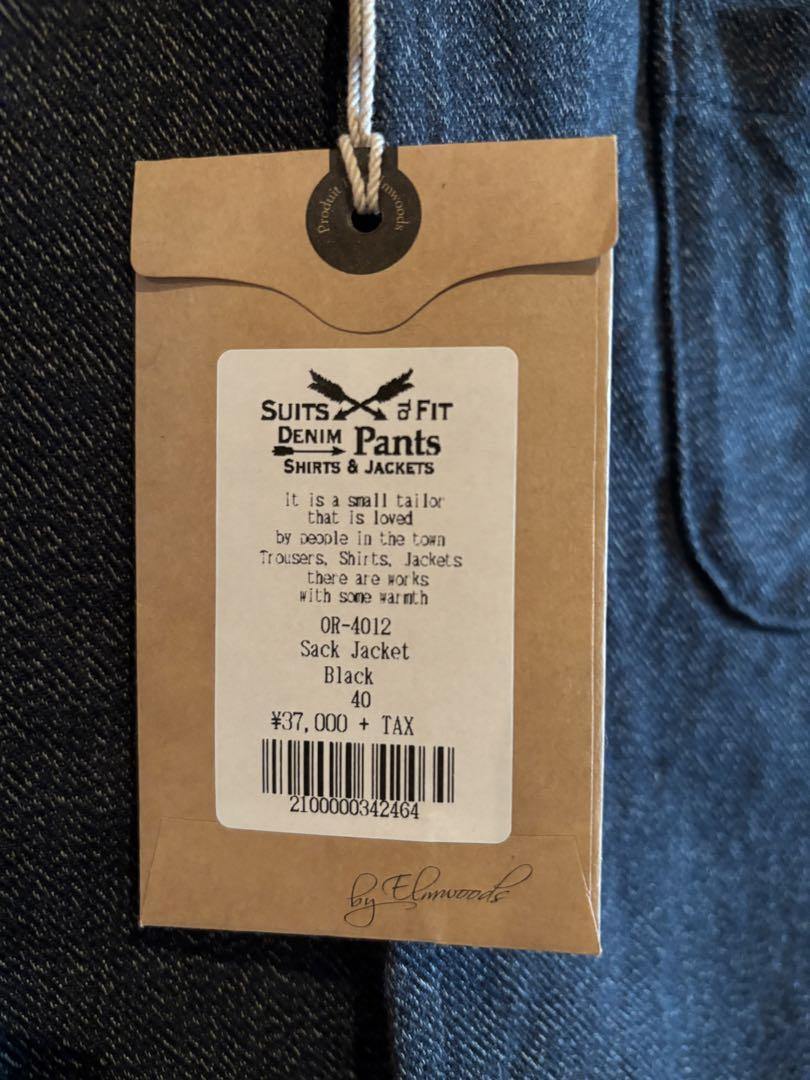 Produit Elmwoods
SUITS to FIT
DENIM Pants
SHIRTS & JACKETS
it is a small tailor
that is loved
by people in the town
Trousers, Shirts, Jackets
there are works
with some warmth
OR-4012
Sack Jacket
Black
40
¥37,000 + TAX
2100000342464
by Elmwoods